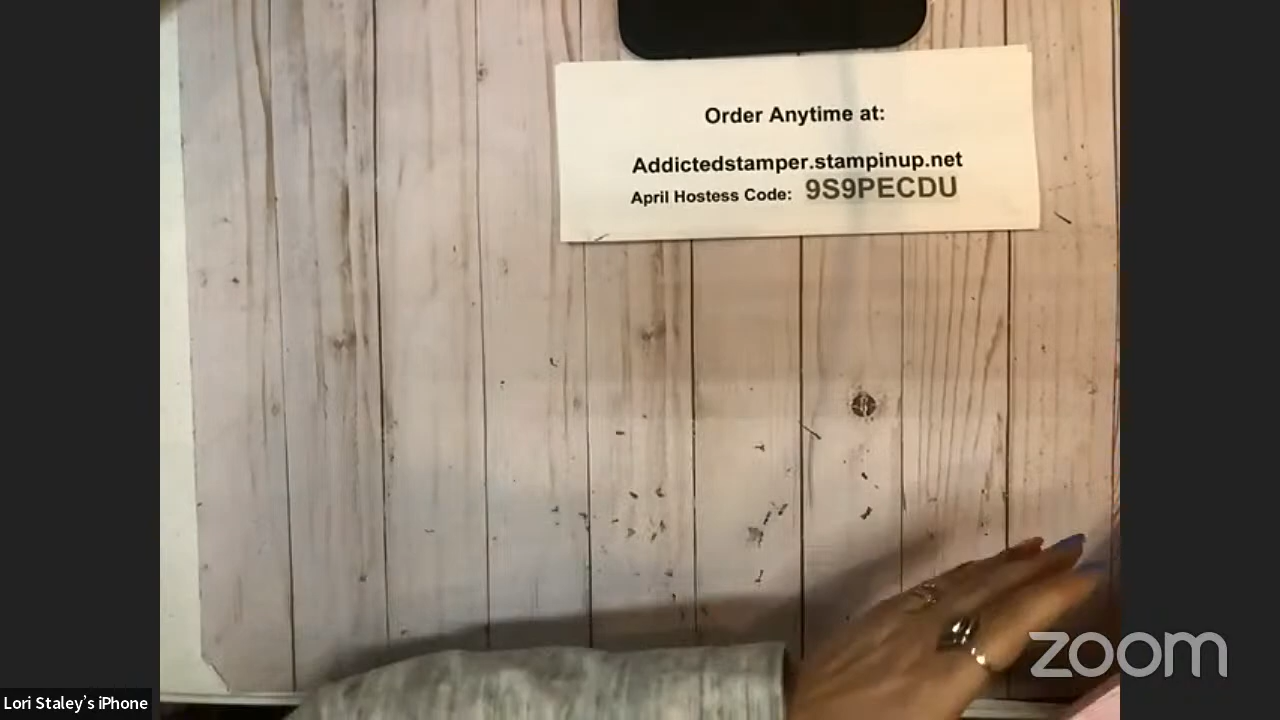 Order Anytime at:
Addictedstamper.stampinup.net
April Hostess Code: 9S9PECDU
zoom
Lori Staley's iPhone